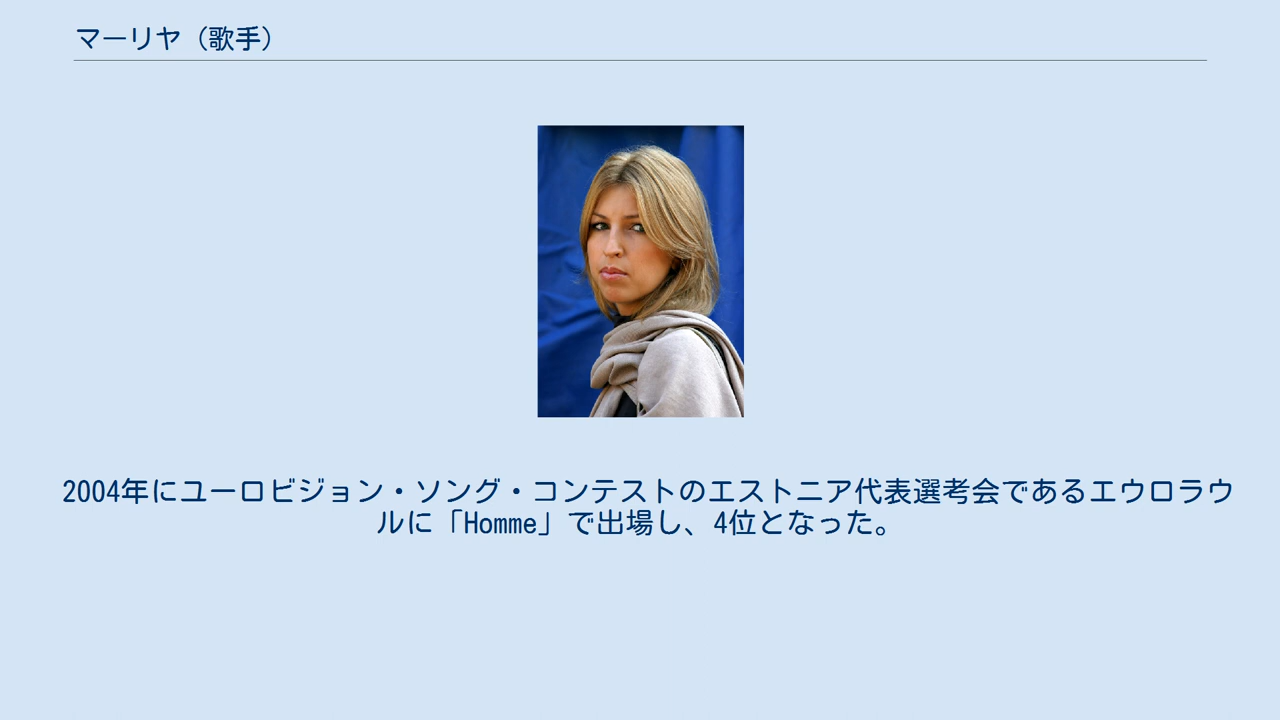 マーリヤ（歌手）
2004年にユーロビジョン・ソング・コンテストのエストニア代表選考会であるエウロラウ
ルに「Homme」で出場し、4位となった。